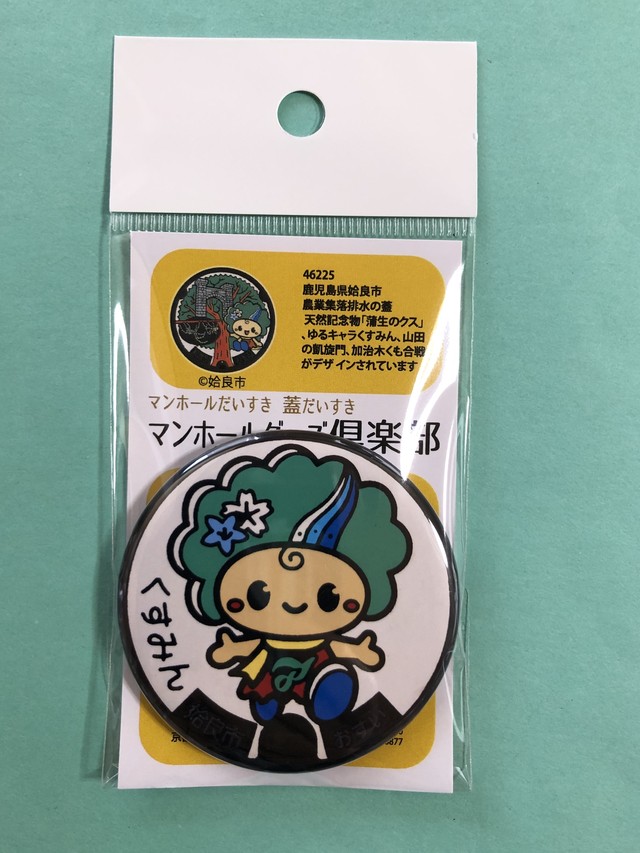 46225
鹿児島県姶良市
農業集落排水の蓋
天然記念物「蒲生のクス」
、ゆるキャラくすみん、山田
の凱旋門、加治木くも合戦
がデザインされています
©姶良市
マンホールだいすき 蓋だいすき
マンホールグッズ倶楽部
くすみん
姶良市
おすい